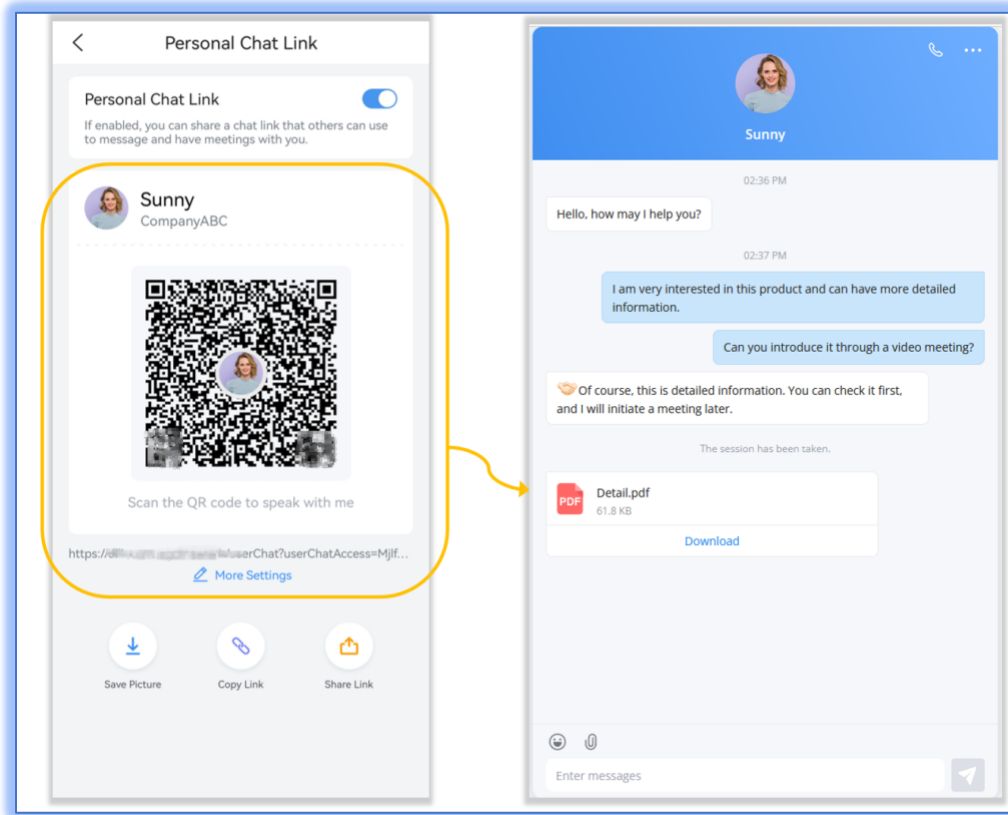 Personal Chat Link
Personal Chat Link
If enabled, you can share a chat link that others can use
to message and have meetings with you.
Sunny
CompanyABC
Scan the QR code to speak with me
userChat?userChatAccess=Mjlf...
More Settings
Save Picture
Copy Link
Share Link
Sunny
02:36 PM
Hello, how may I help you?
02:37 PM
I am very interested in this product and can have more detailed
information.
Can you introduce it through a video meeting?
Of course, this is detailed information. You can check it first,
and I will initiate a meeting later.
The session has been taken.
PDF
Detail.pdf
61.8 KB
Download
Enter messages